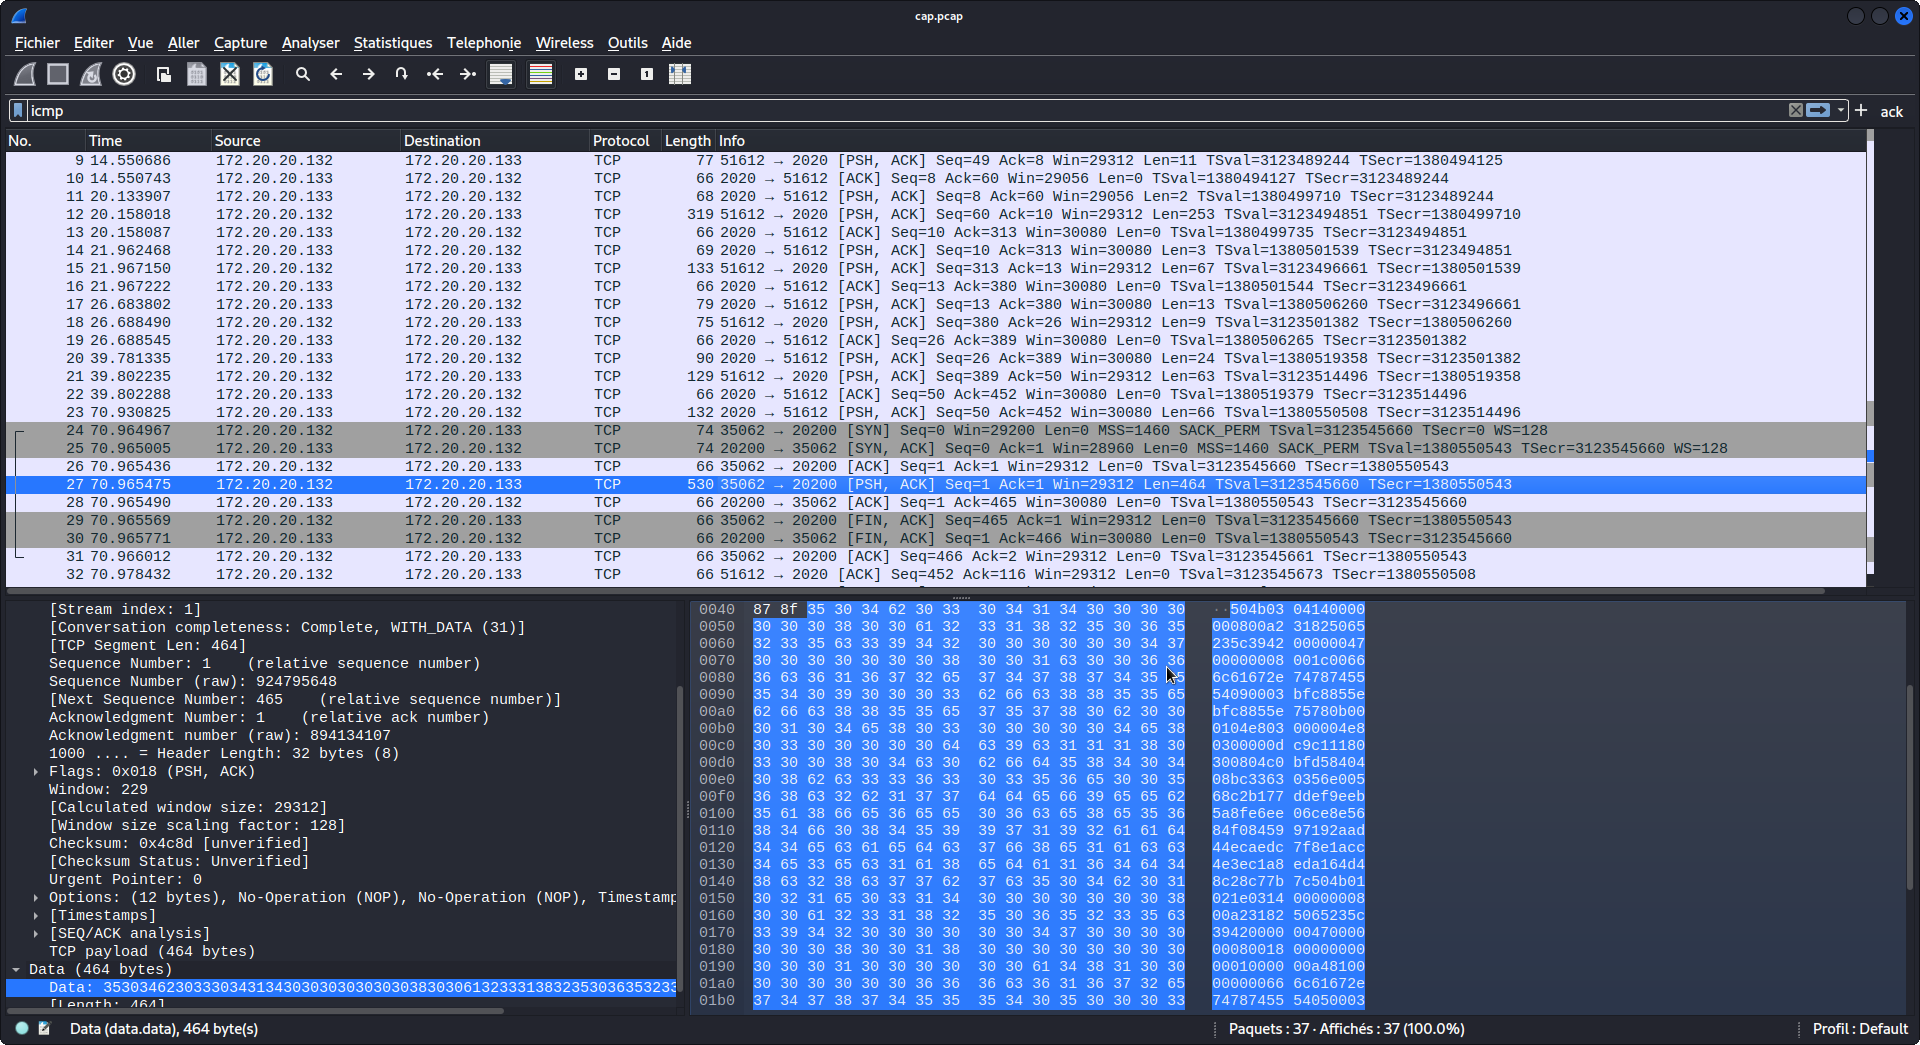 cap.pcap
Fichier Editer Vue Aller Capture Analyser Statistiques Telephonie Wireless Outils Aide
icmp
ack
No. Time Source Destination Protocol Length Info
9 14.550686 172.20.20.132 172.20.20.133 TCP 77 51612 → 2020 [PSH, ACK] Seq=49 Ack=8 Win=29312 Len=11 TSval=3123489244 TSecr=1380494125
10 14.550743 172.20.20.133 172.20.20.132 TCP 66 2020 → 51612 [ACK] Seq=8 Ack=60 Win=29056 Len=0 TSval=1380494127 TSecr=3123489244
11 20.133907 172.20.20.133 172.20.20.132 TCP 68 2020 → 51612 [PSH, ACK] Seq=8 Ack=60 Win=29056 Len=2 TSval=1380499710 TSecr=3123489244
12 20.158018 172.20.20.132 172.20.20.133 TCP 319 51612 → 2020 [PSH, ACK] Seq=60 Ack=10 Win=29312 Len=253 TSval=3123494851 TSecr=1380499710
13 20.158087 172.20.20.133 172.20.20.132 TCP 66 2020 → 51612 [ACK] Seq=10 Ack=313 Win=30080 Len=0 TSval=1380499735 TSecr=3123494851
14 21.962468 172.20.20.133 172.20.20.132 TCP 69 2020 → 51612 [PSH, ACK] Seq=10 Ack=313 Win=30080 Len=3 TSval=1380501539 TSecr=3123494851
15 21.967150 172.20.20.132 172.20.20.133 TCP 133 51612 → 2020 [PSH, ACK] Seq=313 Ack=13 Win=29312 Len=67 TSval=3123496661 TSecr=1380501539
16 21.967222 172.20.20.133 172.20.20.132 TCP 66 2020 → 51612 [ACK] Seq=13 Ack=380 Win=30080 Len=0 TSval=1380501544 TSecr=3123496661
17 26.683802 172.20.20.133 172.20.20.132 TCP 79 2020 → 51612 [PSH, ACK] Seq=13 Ack=380 Win=30080 Len=13 TSval=1380506260 TSecr=3123496661
18 26.688490 172.20.20.132 172.20.20.133 TCP 75 51612 → 2020 [PSH, ACK] Seq=380 Ack=26 Win=29312 Len=9 TSval=3123501382 TSecr=1380506260
19 26.688545 172.20.20.133 172.20.20.132 TCP 66 2020 → 51612 [ACK] Seq=26 Ack=389 Win=30080 Len=0 TSval=1380506265 TSecr=3123501382
20 39.781335 172.20.20.133 172.20.20.132 TCP 90 2020 → 51612 [PSH, ACK] Seq=26 Ack=389 Win=30080 Len=24 TSval=1380519358 TSecr=3123501382
21 39.802235 172.20.20.132 172.20.20.133 TCP 129 51612 → 2020 [PSH, ACK] Seq=389 Ack=50 Win=29312 Len=63 TSval=3123514496 TSecr=1380519358
22 39.802288 172.20.20.133 172.20.20.132 TCP 66 2020 → 51612 [ACK] Seq=50 Ack=452 Win=30080 Len=0 TSval=1380519379 TSecr=3123514496
23 70.930825 172.20.20.133 172.20.20.132 TCP 132 2020 → 51612 [PSH, ACK] Seq=50 Ack=452 Win=30080 Len=66 TSval=1380550508 TSecr=3123514496
24 70.964967 172.20.20.132 172.20.20.133 TCP 74 35062 → 20200 [SYN] Seq=0 Win=29200 Len=0 MSS=1460 SACK_PERM TSval=3123545660 TSecr=0 WS=128
25 70.965005 172.20.20.133 172.20.20.132 TCP 74 20200 → 35062 [SYN, ACK] Seq=0 Ack=1 Win=28960 Len=0 MSS=1460 SACK_PERM TSval=1380550543 TSecr=3123545660 WS=128
26 70.965436 172.20.20.132 172.20.20.133 TCP 66 35062 → 20200 [ACK] Seq=1 Ack=1 Win=29312 Len=0 TSval=3123545660 TSecr=1380550543
27 70.965475 172.20.20.132 172.20.20.133 TCP 530 35062 → 20200 [PSH, ACK] Seq=1 Ack=1 Win=29312 Len=464 TSval=3123545660 TSecr=1380550543
28 70.965490 172.20.20.133 172.20.20.132 TCP 66 20200 → 35062 [ACK] Seq=1 Ack=465 Win=30080 Len=0 TSval=1380550543 TSecr=3123545660
29 70.965569 172.20.20.132 172.20.20.133 TCP 66 35062 → 20200 [FIN, ACK] Seq=465 Ack=1 Win=29312 Len=0 TSval=3123545660 TSecr=1380550543
30 70.965771 172.20.20.133 172.20.20.132 TCP 66 20200 → 35062 [FIN, ACK] Seq=1 Ack=466 Win=30080 Len=0 TSval=1380550543 TSecr=3123545660
31 70.966012 172.20.20.132 172.20.20.133 TCP 66 35062 → 20200 [ACK] Seq=466 Ack=2 Win=29312 Len=0 TSval=3123545661 TSecr=1380550543
32 70.978432 172.20.20.132 172.20.20.133 TCP 66 51612 → 2020 [ACK] Seq=452 Ack=116 Win=29312 Len=0 TSval=3123545673 TSecr=1380550508
[Stream index: 1]
[Conversation completeness: Complete, WITH_DATA (31)]
[TCP Segment Len: 464]
Sequence Number: 1 (relative sequence number)
Sequence Number (raw): 924795648
[Next Sequence Number: 465 (relative sequence number)]
Acknowledgment Number: 1 (relative ack number)
Acknowledgment number (raw): 894134107
1000 .... = Header Length: 32 bytes (8)
Flags: 0x018 (PSH, ACK)
Window: 229
[Calculated window size: 29312]
[Window size scaling factor: 128]
Checksum: 0x4c8d [unverified]
[Checksum Status: Unverified]
Urgent Pointer: 0
Options: (12 bytes), No-Operation (NOP), No-Operation (NOP), Timestamp
[Timestamps]
[SEQ/ACK analysis]
TCP payload (464 bytes)
Data (464 bytes)
Data: 3530346230333034313430303030303030383030613233313832353036353233
[Length: 464]
0040 87 8f 35 30 34 62 30 33 30 34 31 34 30 30 30 30 ··504b03 04140000
0050 30 30 30 38 30 30 61 32 33 31 38 32 35 30 36 35 000800a2 31825065
0060 32 33 35 63 33 39 34 32 30 30 30 30 30 30 34 37 235c3942 00000047
0070 30 30 30 30 30 30 30 38 30 30 31 63 30 30 36 36 00000008 001c0066
0080 36 63 36 31 36 37 32 65 37 34 37 38 37 34 35 35 6c61672e 74787455
0090 35 34 30 39 30 30 30 33 62 66 63 38 38 35 35 65 54090003 bfc8855e
00a0 62 66 63 38 38 35 35 65 37 35 37 38 30 62 30 30 bfc8855e 75780b00
00b0 30 31 30 34 65 38 30 33 30 30 30 30 30 34 65 38 0104e803 000004e8
00c0 30 33 30 30 30 30 30 64 63 39 63 31 31 31 38 30 0300000d c9c11180
00d0 33 30 30 38 30 34 63 30 62 66 64 35 38 34 30 34 300804c0 bfd58404
00e0 30 38 62 63 33 33 36 33 30 33 35 36 65 30 30 35 08bc3363 0356e005
00f0 36 38 63 32 62 31 37 37 64 64 65 66 39 65 65 62 68c2b177 ddef9eeb
0100 35 61 38 66 65 36 65 65 30 36 63 65 38 65 35 36 5a8fe6ee 06ce8e56
0110 38 34 66 30 38 34 35 39 39 37 31 39 32 61 61 64 84f08459 97192aad
0120 34 34 65 63 61 65 64 63 37 66 38 65 31 61 63 63 44ecaedc 7f8e1acc
0130 34 65 33 65 63 31 61 38 65 64 61 31 36 34 64 34 4e3ec1a8 eda164d4
0140 38 63 32 38 63 37 37 62 37 63 35 30 34 62 30 31 8c28c77b 7c504b01
0150 30 32 31 65 30 33 31 34 30 30 30 30 30 30 30 38 021e0314 00000008
0160 30 30 61 32 33 31 38 32 35 30 36 35 32 33 35 63 00a23182 5065235c
0170 33 39 34 32 30 30 30 30 30 30 34 37 30 30 30 30 39420000 00470000
0180 30 30 30 38 30 30 31 38 30 30 30 30 30 30 30 30 00080018 00000000
0190 30 30 30 31 30 30 30 30 30 30 61 34 38 31 30 30 00010000 00a48100
01a0 30 30 30 30 30 30 36 36 36 63 36 31 36 37 32 65 00000066 6c61672e
01b0 37 34 37 38 37 34 35 35 35 34 30 35 30 30 30 33 74787455 54050003
Data (data.data), 464 byte(s)
Paquets : 37 · Affichés : 37 (100.0%)
Profil : Default